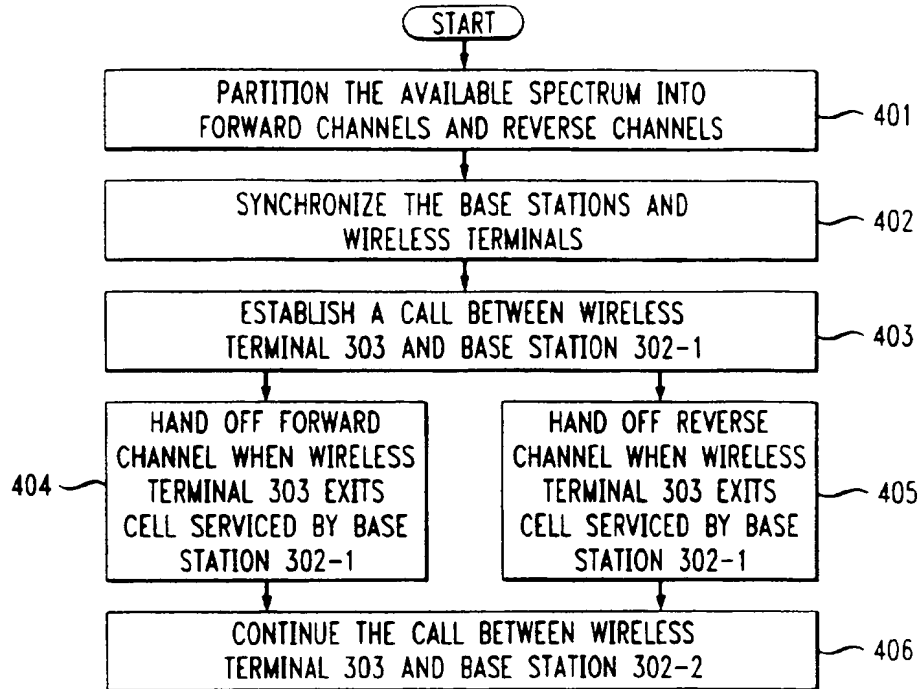 START
PARTITION THE AVAILABLE SPECTRUM INTO
FORWARD CHANNELS AND REVERSE CHANNELS
401
SYNCHRONIZE THE BASE STATIONS AND
WIRELESS TERMINALS
402
ESTABLISH A CALL BETWEEN WIRELESS
TERMINAL 303 AND BASE STATION 302-1
403
404
HAND OFF FORWARD
CHANNEL WHEN WIRELESS
TERMINAL 303 EXITS
CELL SERVICED BY BASE
STATION 302-1
HAND OFF REVERSE
CHANNEL WHEN WIRELESS
TERMINAL 303 EXITS
CELL SERVICED BY BASE
STATION 302-1
405
CONTINUE THE CALL BETWEEN WIRELESS
TERMINAL 303 AND BASE STATION 302-2
406